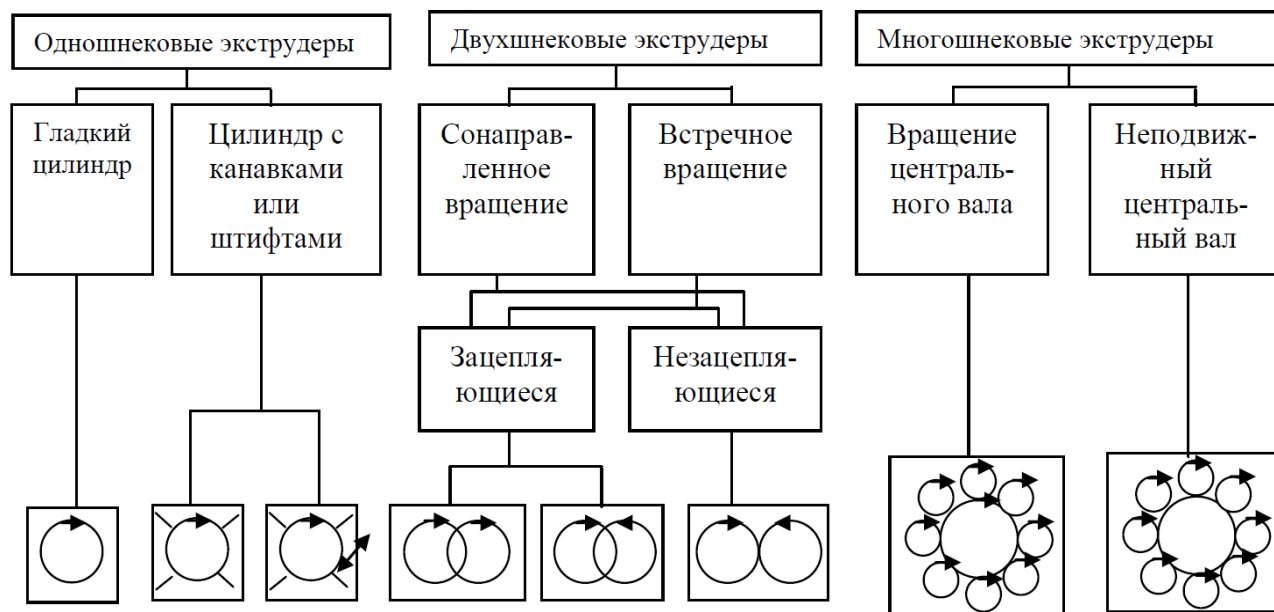 Одношнековые экструдеры
Двухшнековые экструдеры
Многошнековые экструдеры
Гладкий
цилиндр
Цилиндр с
канавками
или
штифтами
Сонаправ-
ленное
вращение
Встречное
вращение
Вращение
централь-
ного вала
Неподвиж-
ный
централь-
ный вал
Зацепля-
ющиеся
Незацепля-
ющиеся